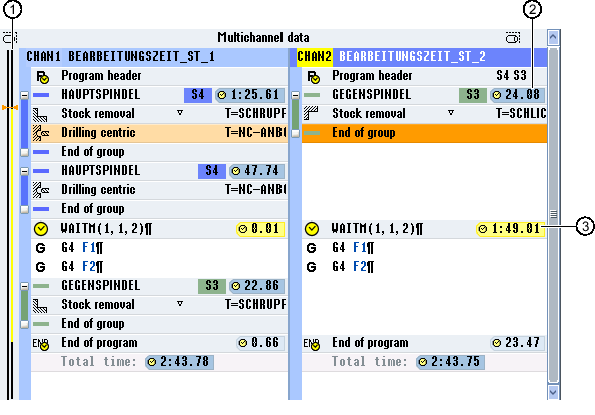 1
2
Multichannel data
CHAN1 BEARBEITUNGSZEIT_ST_1
Program header
HAUPTSPINDEL S4 1:25.61
Stock removal ▿ T=SCHRUPP
Drilling centric T=NC-ANBO
End of group
HAUPTSPINDEL S4 47.74
Drilling centric T=NC-ANBO
End of group
WAITM(1,1,2)¶ 0.01
G G4 F1¶
G G4 F2¶
GEGENSPINDEL S3 22.86
Stock removal ▿ T=SCHRUPP
End of group
END End of program 0.66
Total time: 2:43.78
CHAN2 BEARBEITUNGSZEIT_ST_2
Program header S4 S3
GEGENSPINDEL S3 24.08
Stock removal ▿ T=SCHLIC
End of group
WAITM(1,1,2)¶ 1:49.01
3
G G4 F1¶
G G4 F2¶
END End of program 23.47
Total time: 2:43.75